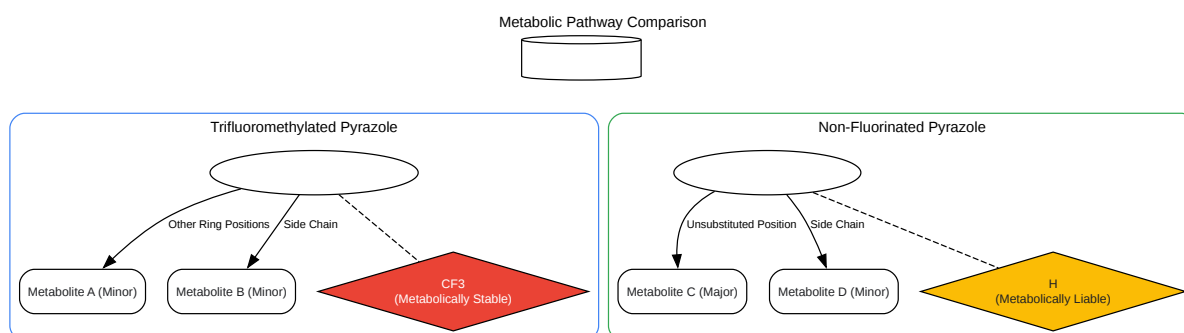 Metabolic Pathway Comparison
Trifluoromethylated Pyrazole
Other Ring Positions
Side Chain
Metabolite A (Minor)
Metabolite B (Minor)
CF3
(Metabolically Stable)
Non-Fluorinated Pyrazole
Unsubstituted Position
Side Chain
Metabolite C (Major)
Metabolite D (Minor)
H
(Metabolically Liable)